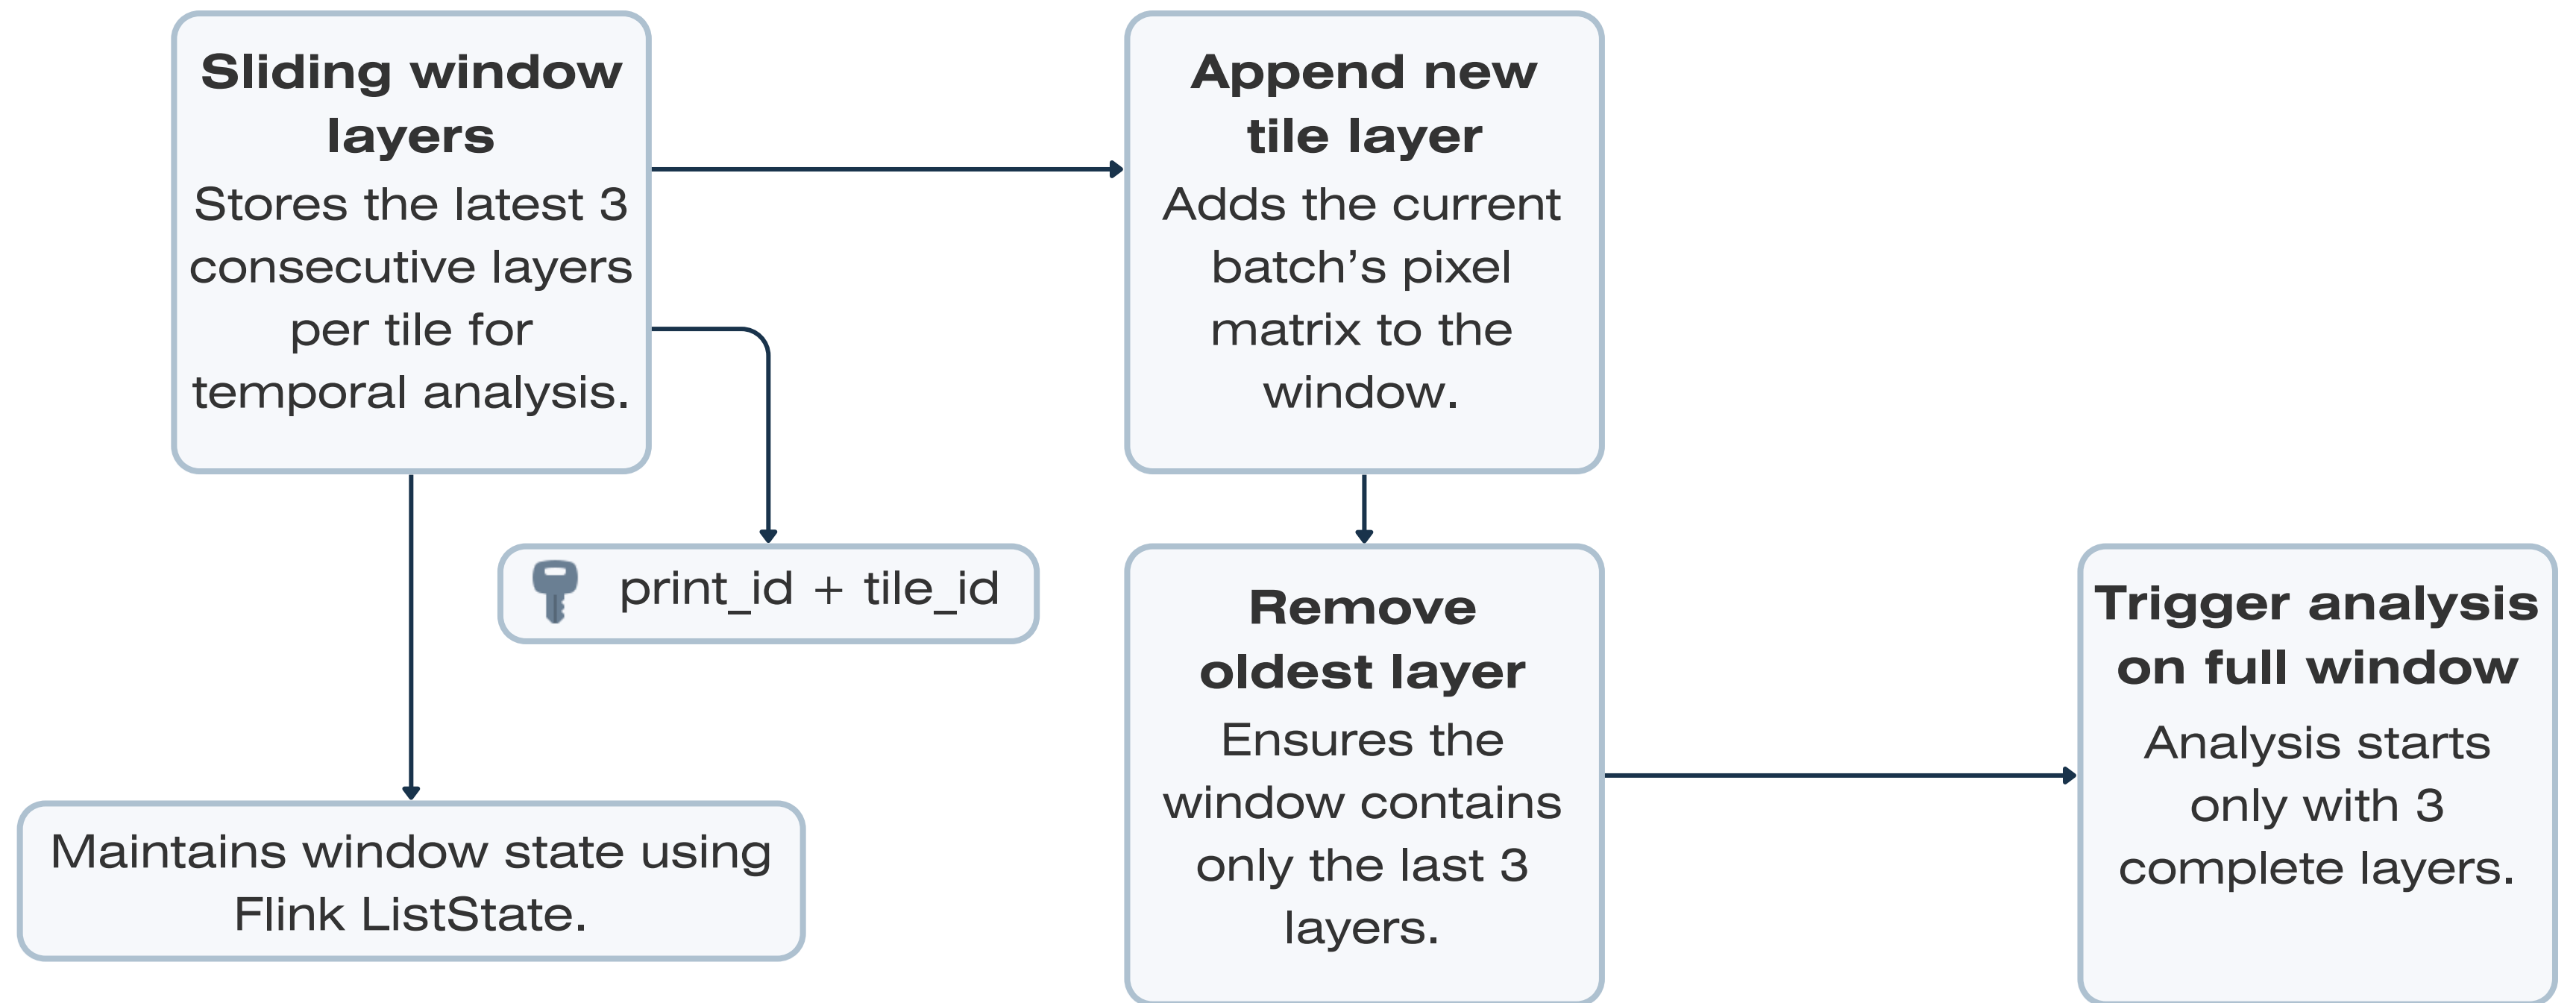 Sliding window
layers
Stores the latest 3
consecutive layers
per tile for
temporal analysis.
Append new
tile layer
Adds the current
batch’s pixel
matrix to the
window.
print_id + tile_id
Maintains window state using
Flink ListState.
Remove
oldest layer
Ensures the
window contains
only the last 3
layers.
Trigger analysis
on full window
Analysis starts
only with 3
complete layers.